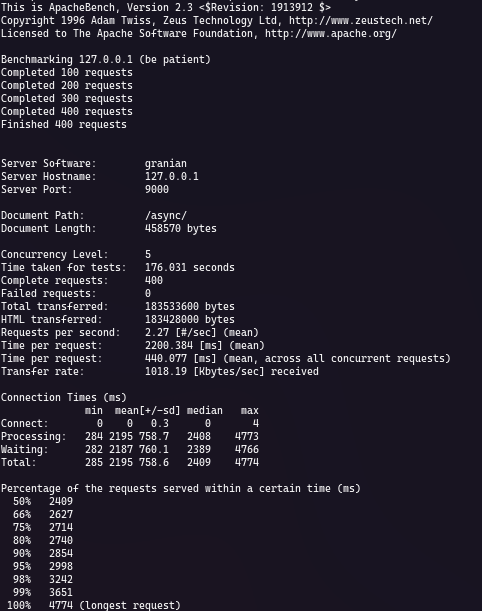 This is ApacheBench, Version 2.3 <$Revision: 1913912 $>
Copyright 1996 Adam Twiss, Zeus Technology Ltd, http://www.zeustech.net/
Licensed to The Apache Software Foundation, http://www.apache.org/

Benchmarking 127.0.0.1 (be patient)
Completed 100 requests
Completed 200 requests
Completed 300 requests
Completed 400 requests
Finished 400 requests


Server Software:        granian
Server Hostname:        127.0.0.1
Server Port:            9000

Document Path:          /async/
Document Length:        458570 bytes

Concurrency Level:      5
Time taken for tests:   176.031 seconds
Complete requests:      400
Failed requests:        0
Total transferred:      183533600 bytes
HTML transferred:       183428000 bytes
Requests per second:    2.27 [#/sec] (mean)
Time per request:       2200.384 [ms] (mean)
Time per request:       440.077 [ms] (mean, across all concurrent requests)
Transfer rate:          1018.19 [Kbytes/sec] received

Connection Times (ms)
              min  mean[+/-sd] median   max
Connect:        0    0   0.3      0       4
Processing:   284 2195 758.7   2408    4773
Waiting:      282 2187 760.1   2389    4766
Total:        285 2195 758.6   2409    4774

Percentage of the requests served within a certain time (ms)
  50%   2409
  66%   2627
  75%   2714
  80%   2740
  90%   2854
  95%   2998
  98%   3242
  99%   3651
 100%   4774 (longest request)